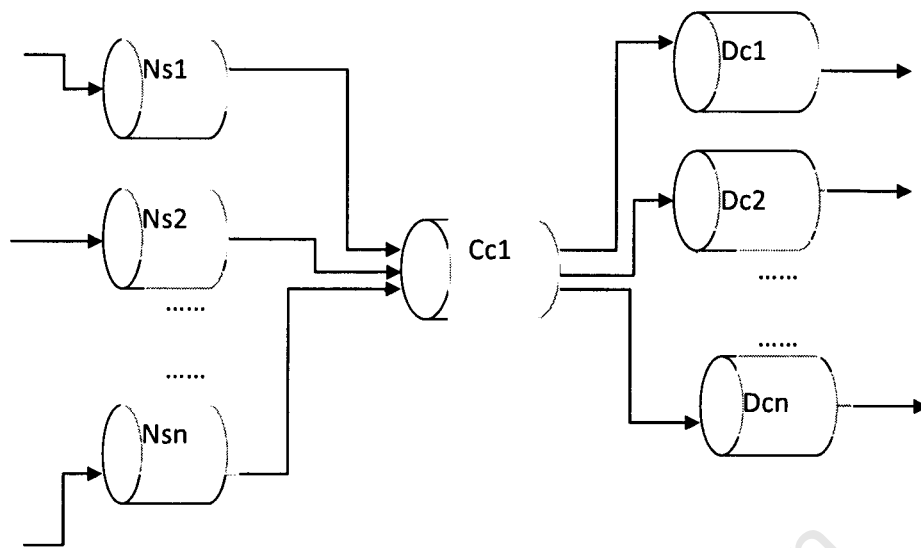 Ns1
Ns2
......
......
Nsn
Cc1
Dc1
Dc2
......
......
Dcn